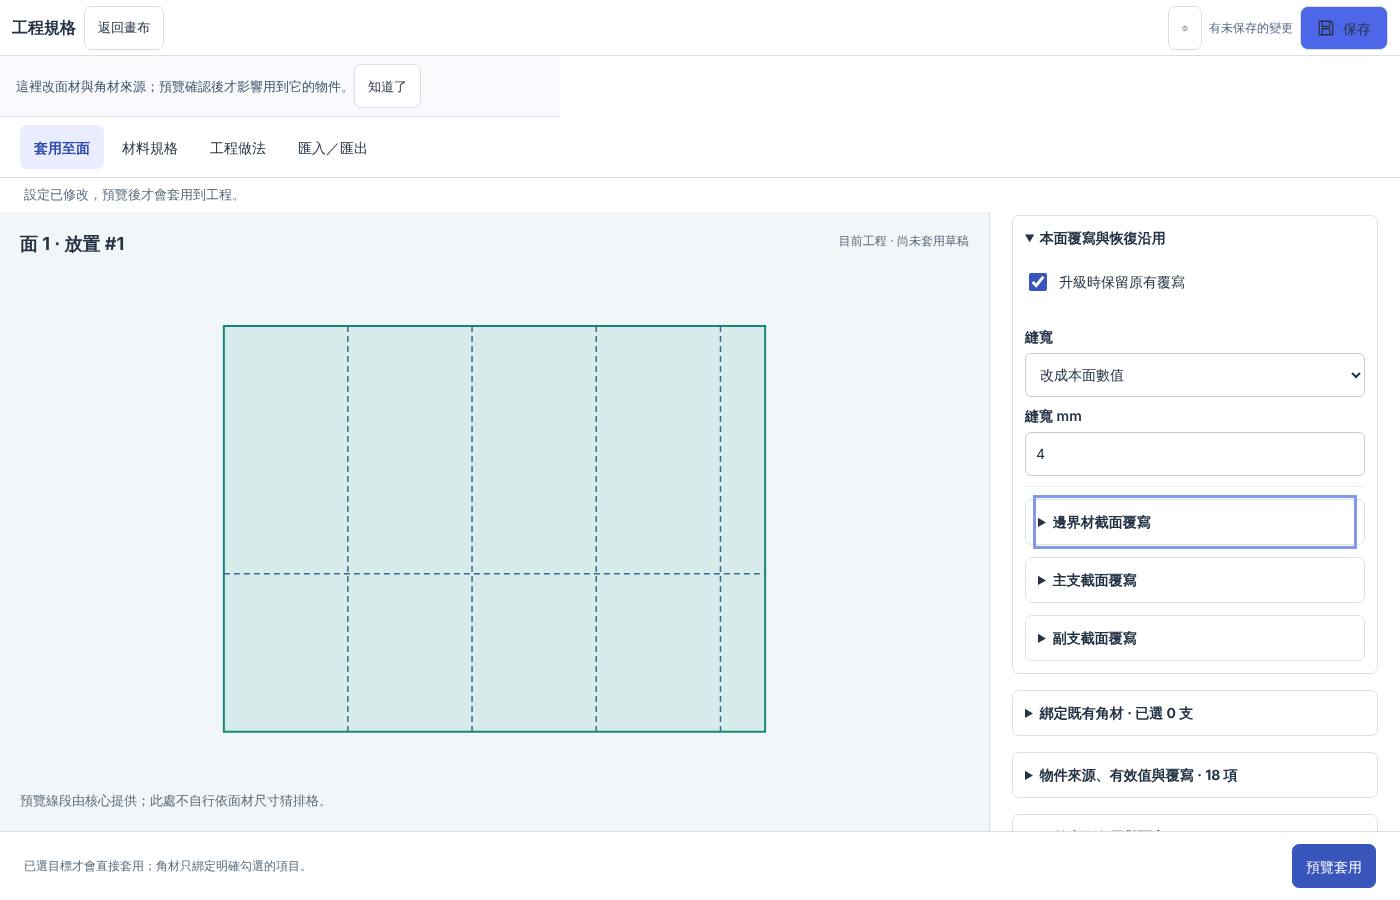 工程規格
返回畫布
有未保存的變更
保存
這裡改面材與角材來源；預覽確認後才影響用到它的物件。
知道了
套用至面
材料規格
工程做法
匯入／匯出
設定已修改，預覽後才會套用到工程。
面 1 · 放置 #1
目前工程 · 尚未套用草稿
預覽線段由核心提供；此處不自行依面材尺寸猜排格。
本面覆寫與恢復沿用
升級時保留原有覆寫
縫寬
改成本面數值
縫寬 mm
4
邊界材截面覆寫
主支截面覆寫
副支截面覆寫
綁定既有角材 · 已選 0 支
物件來源、有效值與覆寫 · 18 項
已選目標才會直接套用；角材只綁定明確勾選的項目。
預覽套用